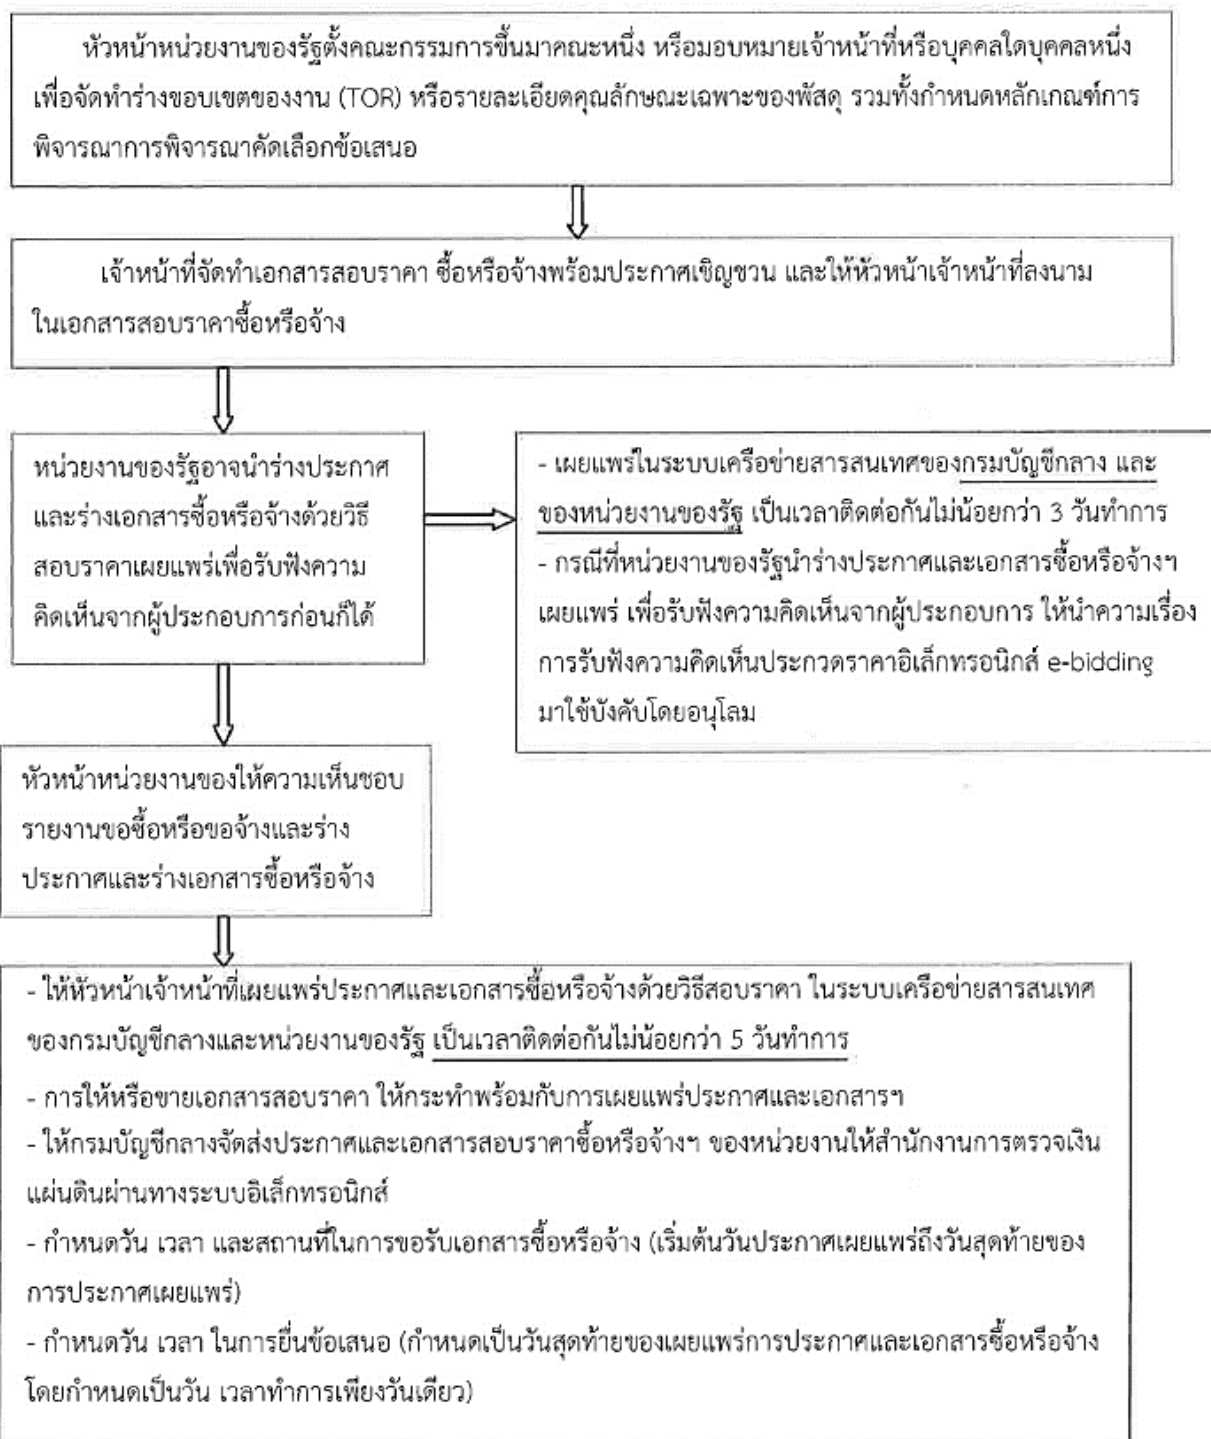 หัวหน้าหน่วยงานของรัฐตั้งคณะกรรมการขึ้นมาคณะหนึ่ง หรือมอบหมายเจ้าหน้าที่หรือบุคคลใดบุคคลหนึ่ง
เพื่อจัดทำร่างขอบเขตของงาน (TOR) หรือรายละเอียดคุณลักษณะเฉพาะของพัสดุ รวมทั้งกำหนดหลักเกณฑ์การ
พิจารณาการพิจารณาคัดเลือกข้อเสนอ
เจ้าหน้าที่จัดทำเอกสารสอบราคา ซื้อหรือจ้างพร้อมประกาศเชิญชวน และให้หัวหน้าเจ้าหน้าที่ลงนาม
ในเอกสารสอบราคาซื้อหรือจ้าง
หน่วยงานของรัฐอาจนำร่างประกาศ
และร่างเอกสารซื้อหรือจ้างด้วยวิธี
สอบราคาเผยแพร่เพื่อรับฟังความ
คิดเห็นจากผู้ประกอบการก่อนก็ได้
- เผยแพร่ในระบบเครือข่ายสารสนเทศของกรมบัญชีกลาง และ
ของหน่วยงานของรัฐ เป็นเวลาติดต่อกันไม่น้อยกว่า 3 วันทำการ
- กรณีที่หน่วยงานของรัฐนำร่างประกาศและเอกสารซื้อหรือจ้างฯ
เผยแพร่ เพื่อรับฟังความคิดเห็นจากผู้ประกอบการ ให้นำความเรื่อง
การรับฟังความคิดเห็นประกวดราคาอิเล็กทรอนิกส์ e-bidding
มาใช้บังคับโดยอนุโลม
หัวหน้าหน่วยงานของให้ความเห็นชอบ
รายงานขอซื้อหรือขอจ้างและร่าง
ประกาศและร่างเอกสารซื้อหรือจ้าง
- ให้หัวหน้าเจ้าหน้าที่เผยแพร่ประกาศและเอกสารซื้อหรือจ้างด้วยวิธีสอบราคา ในระบบเครือข่ายสารสนเทศ
ของกรมบัญชีกลางและหน่วยงานของรัฐ เป็นเวลาติดต่อกันไม่น้อยกว่า 5 วันทำการ
- การให้หรือขายเอกสารสอบราคา ให้กระทำพร้อมกับการเผยแพร่ประกาศและเอกสารฯ
- ให้กรมบัญชีกลางจัดส่งประกาศและเอกสารสอบราคาซื้อหรือจ้างฯ ของหน่วยงานให้สำนักงานการตรวจเงิน
แผ่นดินผ่านทางระบบอิเล็กทรอนิกส์
- กำหนดวัน เวลา และสถานที่ในการขอรับเอกสารซื้อหรือจ้าง (เริ่มต้นวันประกาศเผยแพร่ถึงวันสุดท้ายของ
การประกาศเผยแพร่)
- กำหนดวัน เวลา ในการยื่นข้อเสนอ (กำหนดเป็นวันสุดท้ายของเผยแพร่การประกาศและเอกสารซื้อหรือจ้าง
โดยกำหนดเป็นวัน เวลาทำการเพียงวันเดียว)